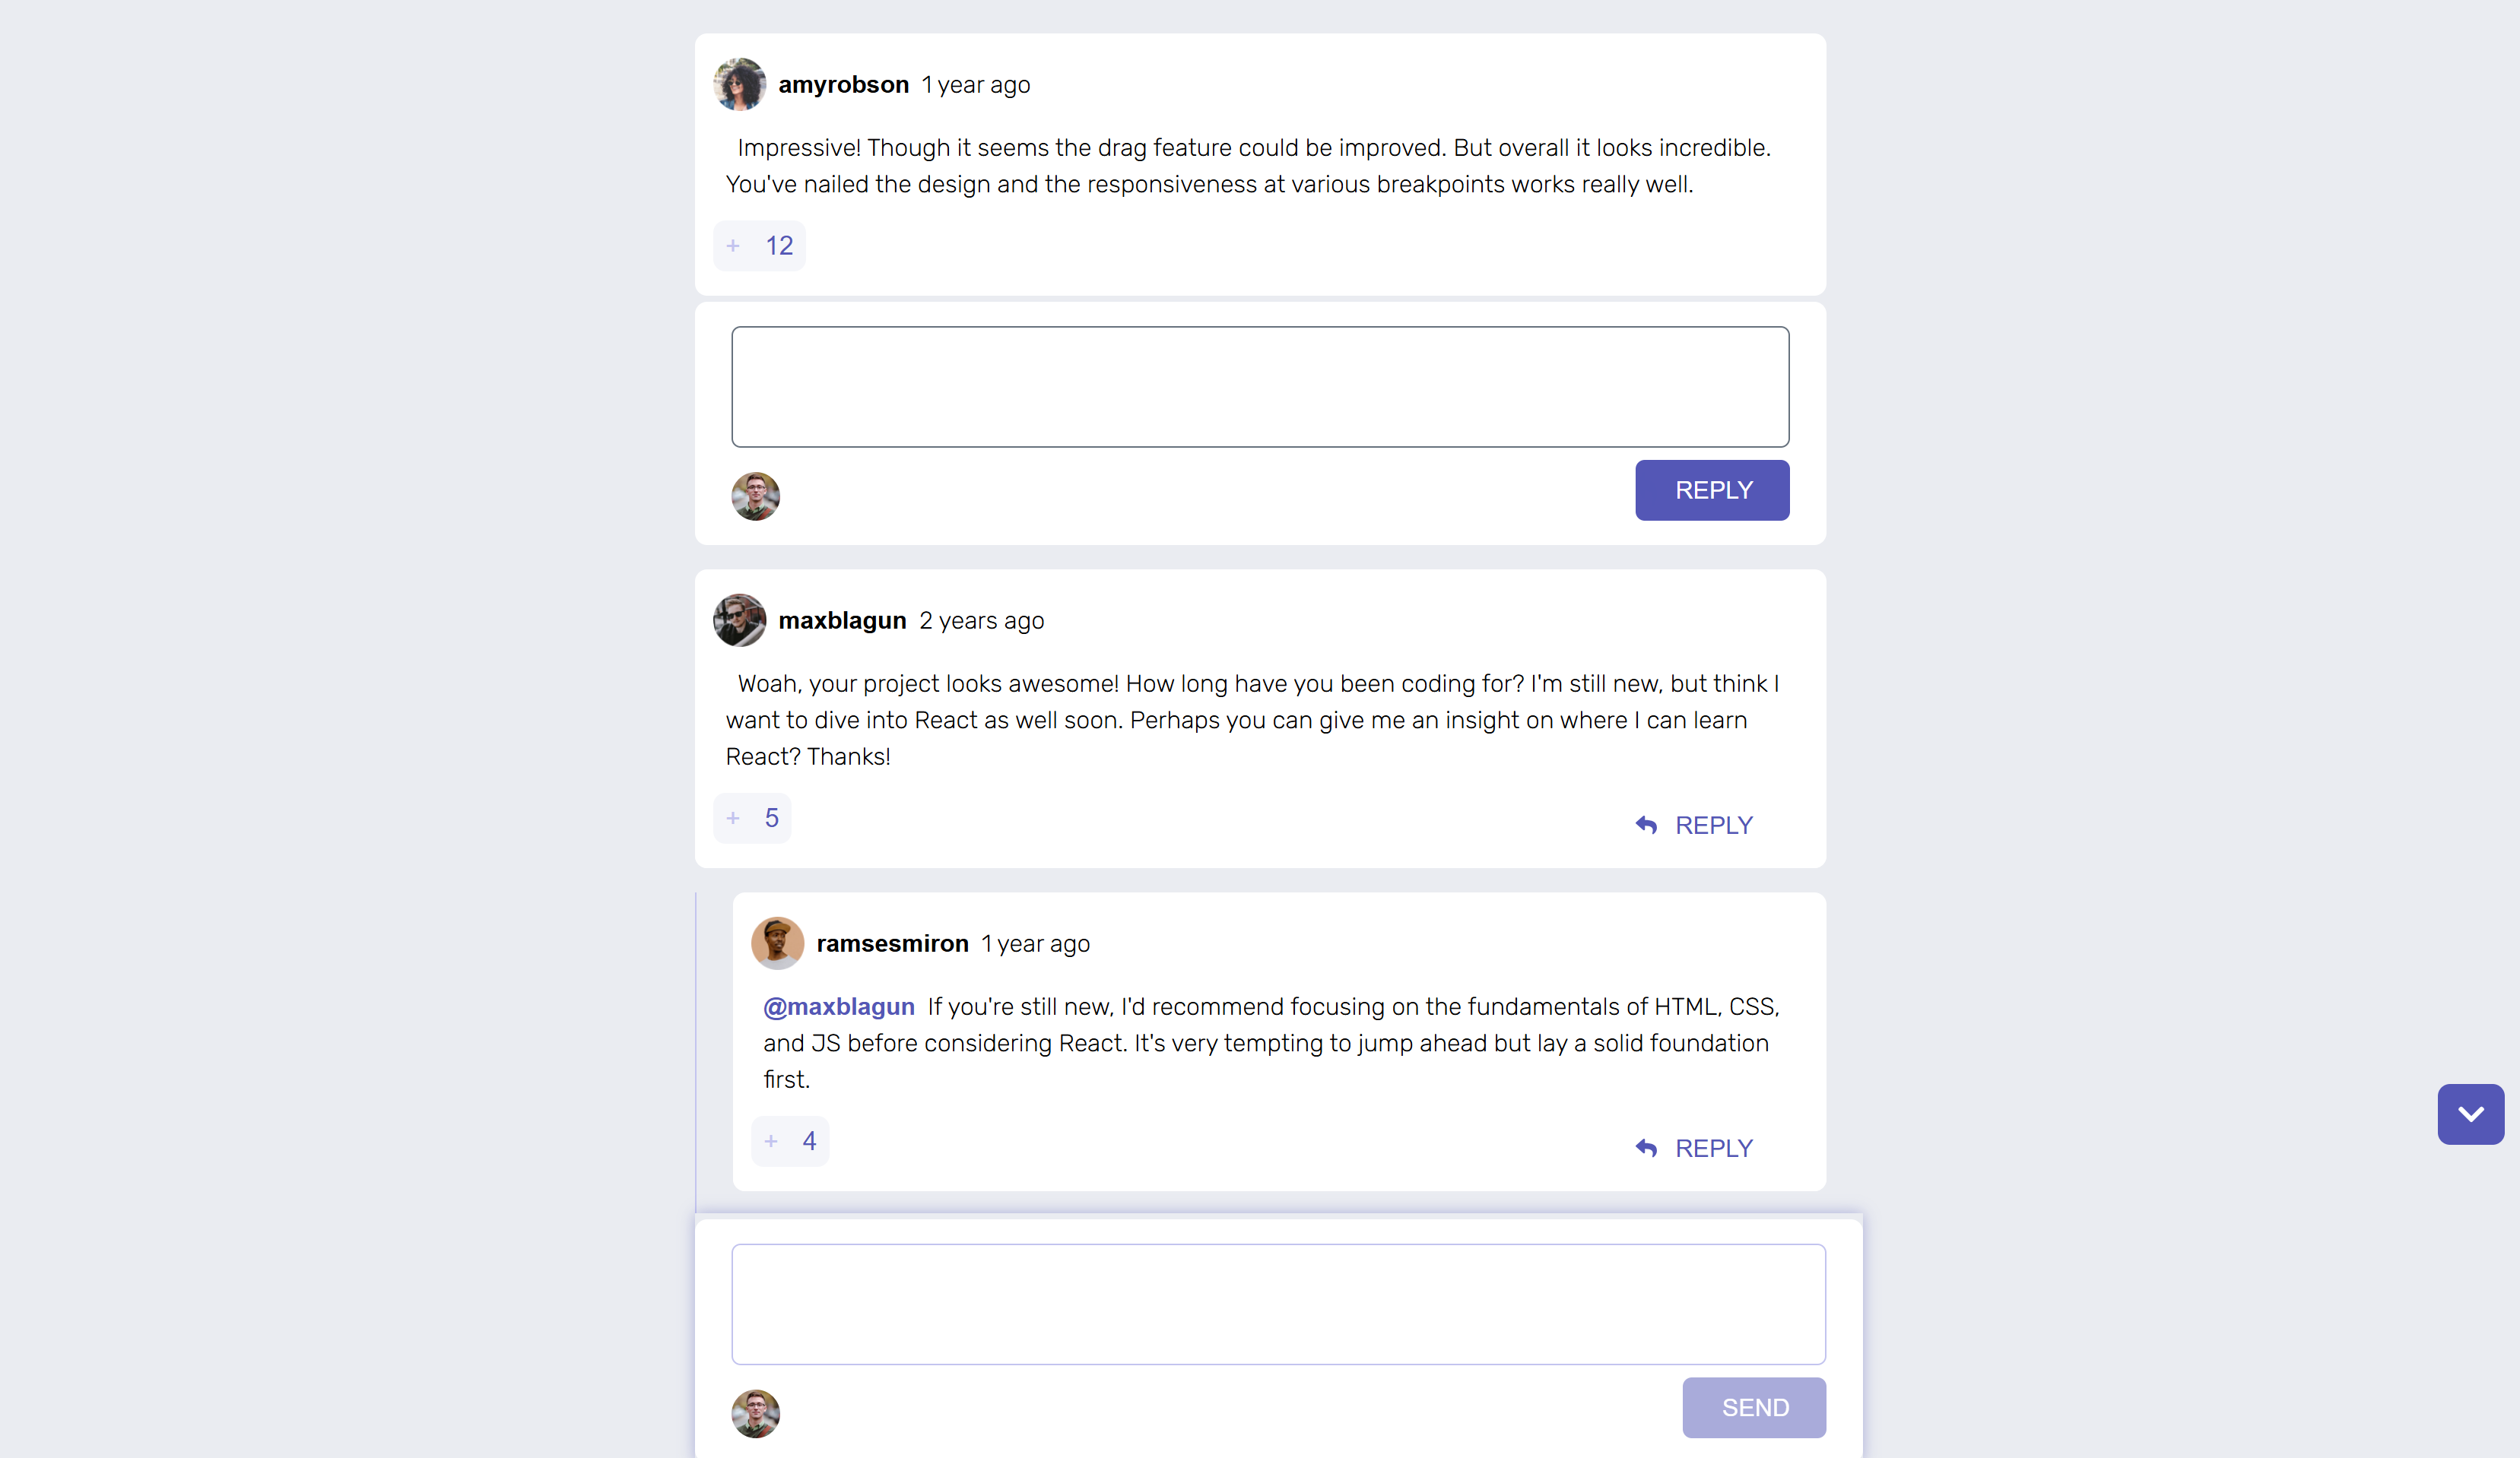 amyrobson 1 year ago
Impressive! Though it seems the drag feature could be improved. But overall it looks incredible.
You've nailed the design and the responsiveness at various breakpoints works really well.
+ 12
REPLY
maxblagun 2 years ago
Woah, your project looks awesome! How long have you been coding for? I'm still new, but think I
want to dive into React as well soon. Perhaps you can give me an insight on where I can learn
React? Thanks!
+ 5
REPLY
ramsesmiron 1 year ago
@maxblagun If you're still new, I'd recommend focusing on the fundamentals of HTML, CSS,
and JS before considering React. It's very tempting to jump ahead but lay a solid foundation
first.
+ 4
REPLY
SEND